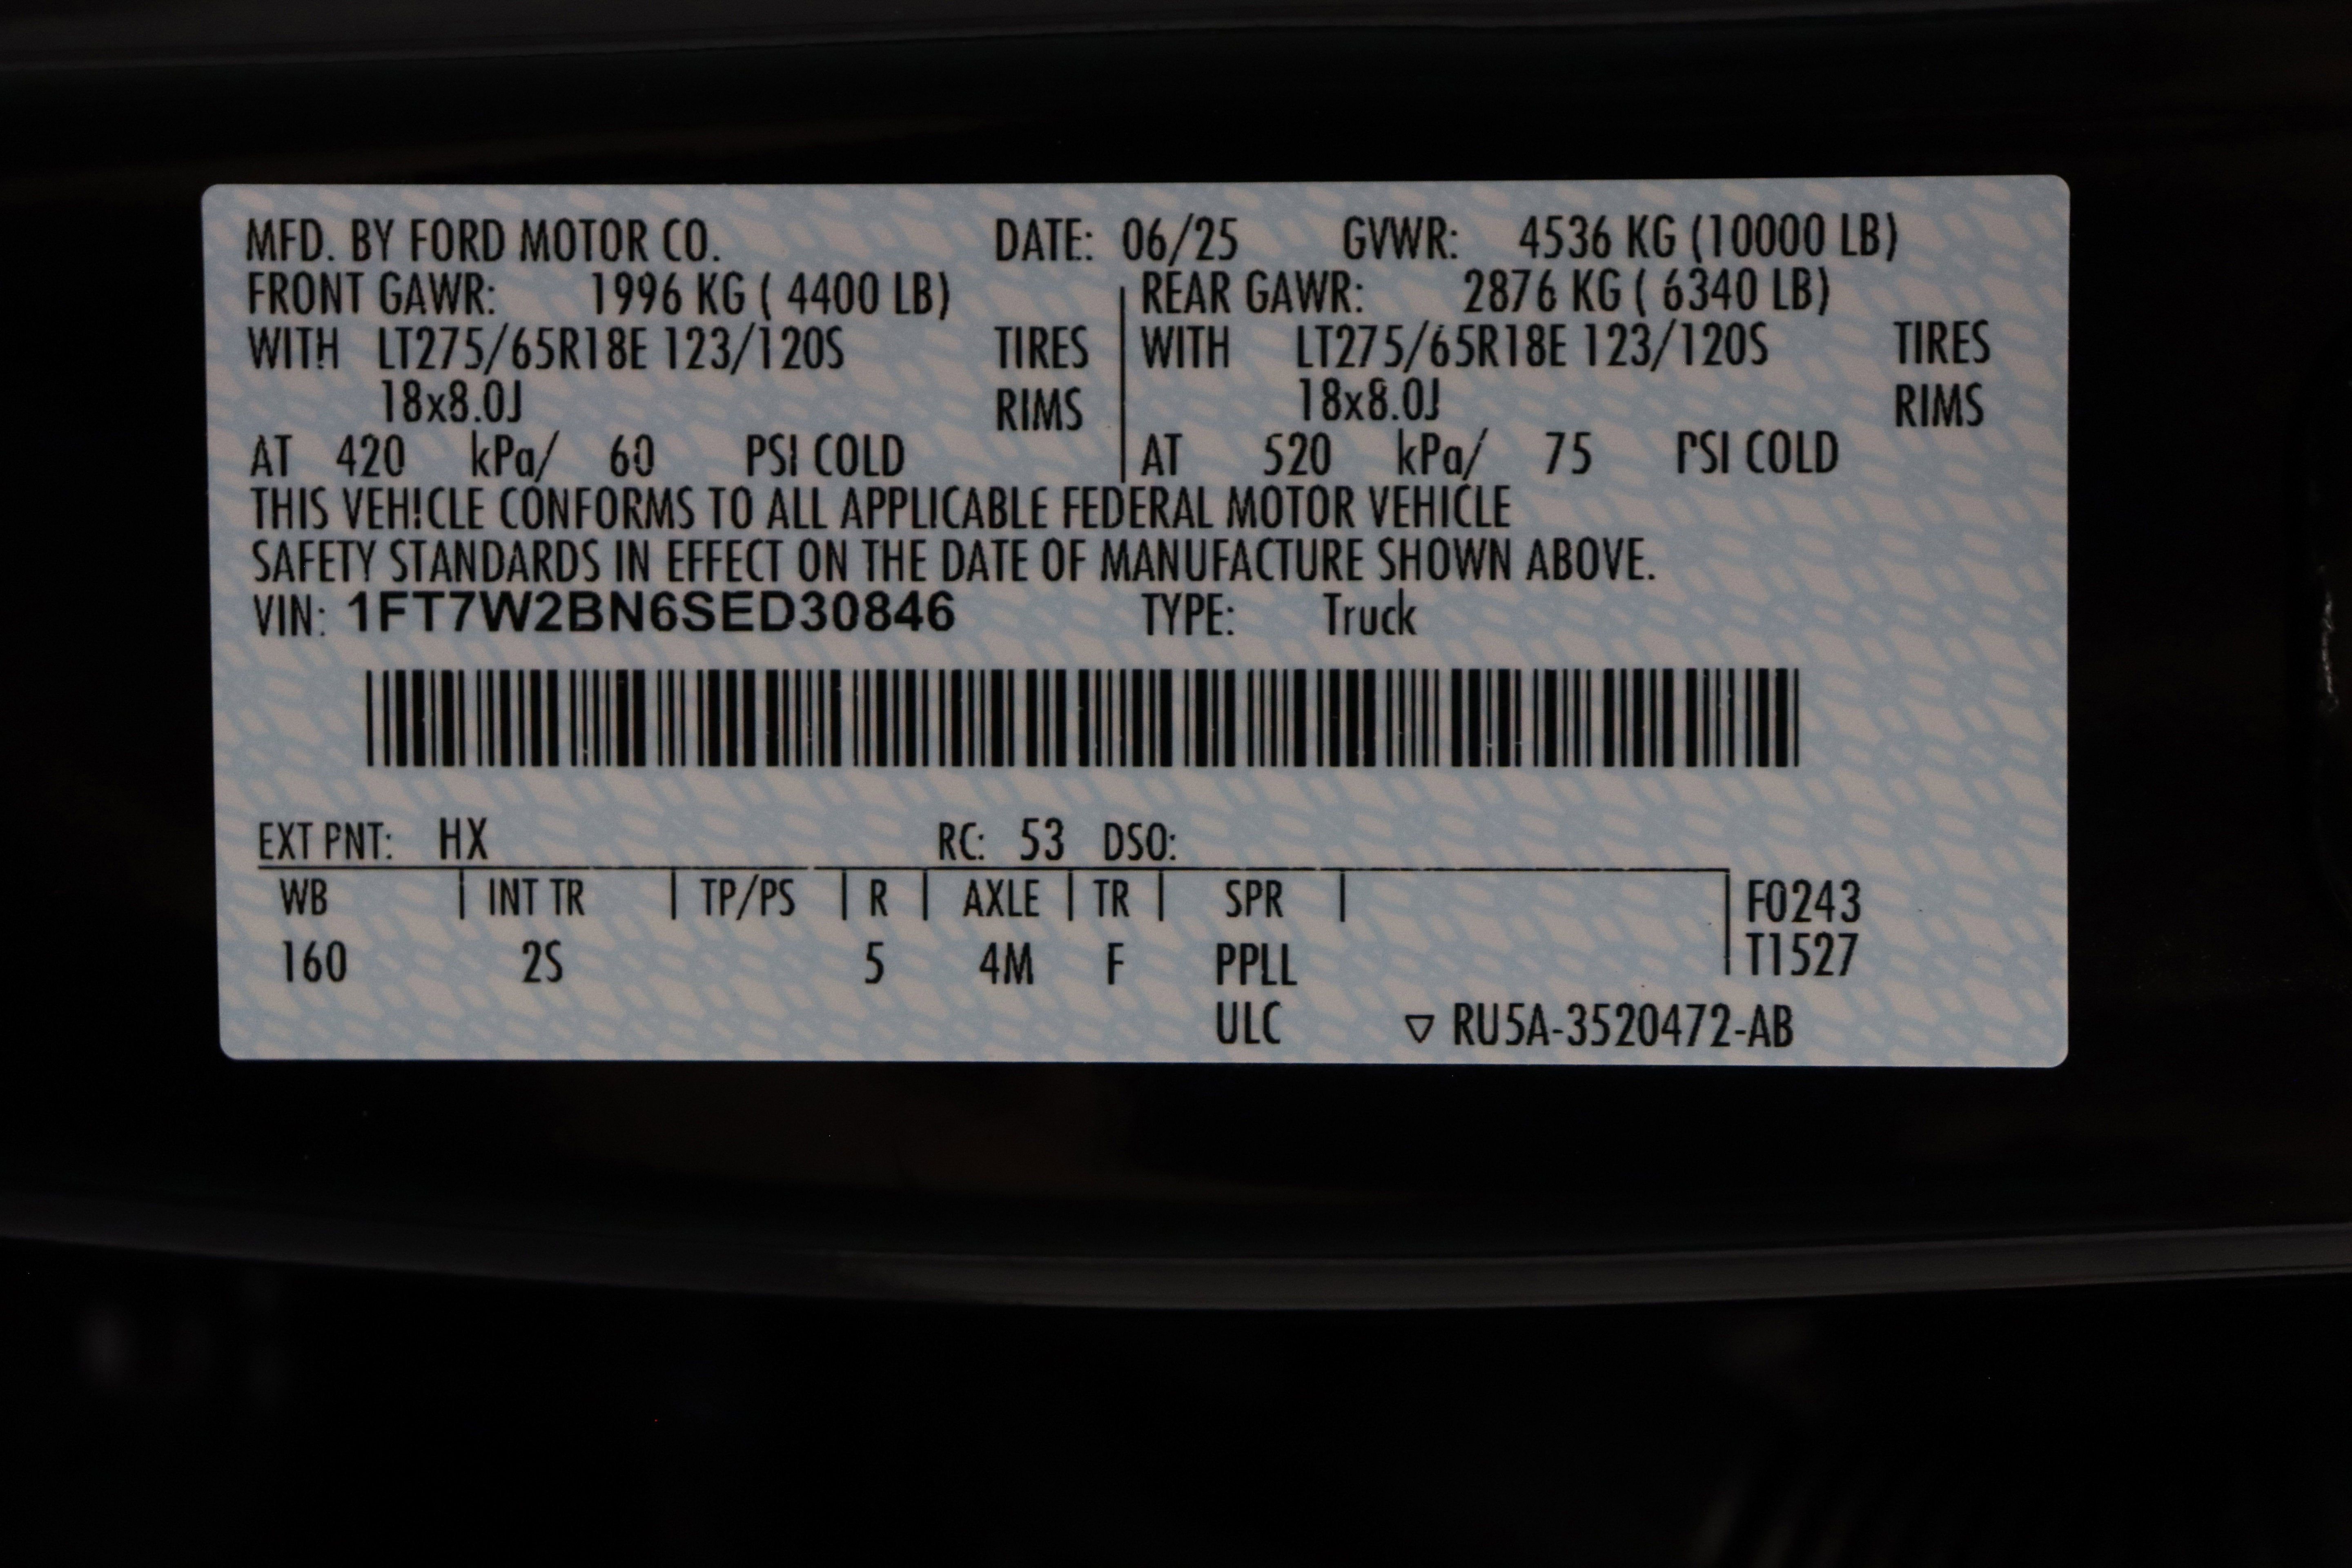 MFD. BY FORD MOTOR CO. DATE: 06/25 GVWR: 4536 KG (10000 LB)
FRONT GAWR: 1996 KG ( 4400 LB) REAR GAWR: 2876 KG ( 6340 LB)
WITH LT275/65R18E 123/120S TIRES WITH LT275/65R18E 123/120S TIRES
18x8.0J RIMS 18x8.0J RIMS
AT 420 kPa/ 60 PSI COLD AT 520 kPa/ 75 PSI COLD
THIS VEHICLE CONFORMS TO ALL APPLICABLE FEDERAL MOTOR VEHICLE
SAFETY STANDARDS IN EFFECT ON THE DATE OF MANUFACTURE SHOWN ABOVE.
VIN: 1FT7W2BN6SED30846 TYPE: Truck
EXT PNT: HX RC: 53 DSO:
WB INT TR TP/PS R AXLE TR SPR F0243
160 2S 5 4M F PPLL T1527
ULC ▽ RU5A-3520472-AB